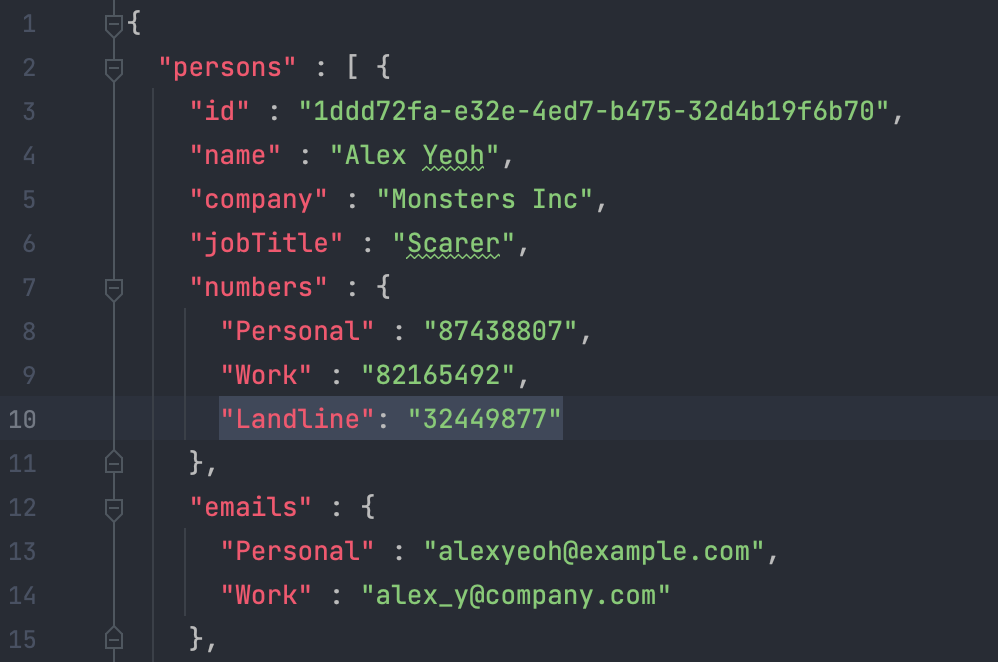 1 {
2 "persons" : [ {
3 "id" : "1ddd72fa-e32e-4ed7-b475-32d4b19f6b70",
4 "name" : "Alex Yeoh",
5 "company" : "Monsters Inc",
6 "jobTitle" : "Scarer",
7 "numbers" : {
8 "Personal" : "87438807",
9 "Work" : "82165492",
10 "Landline": "32449877"
11 },
12 "emails" : {
13 "Personal" : "alexyeoh@example.com",
14 "Work" : "alex_y@company.com"
15 },